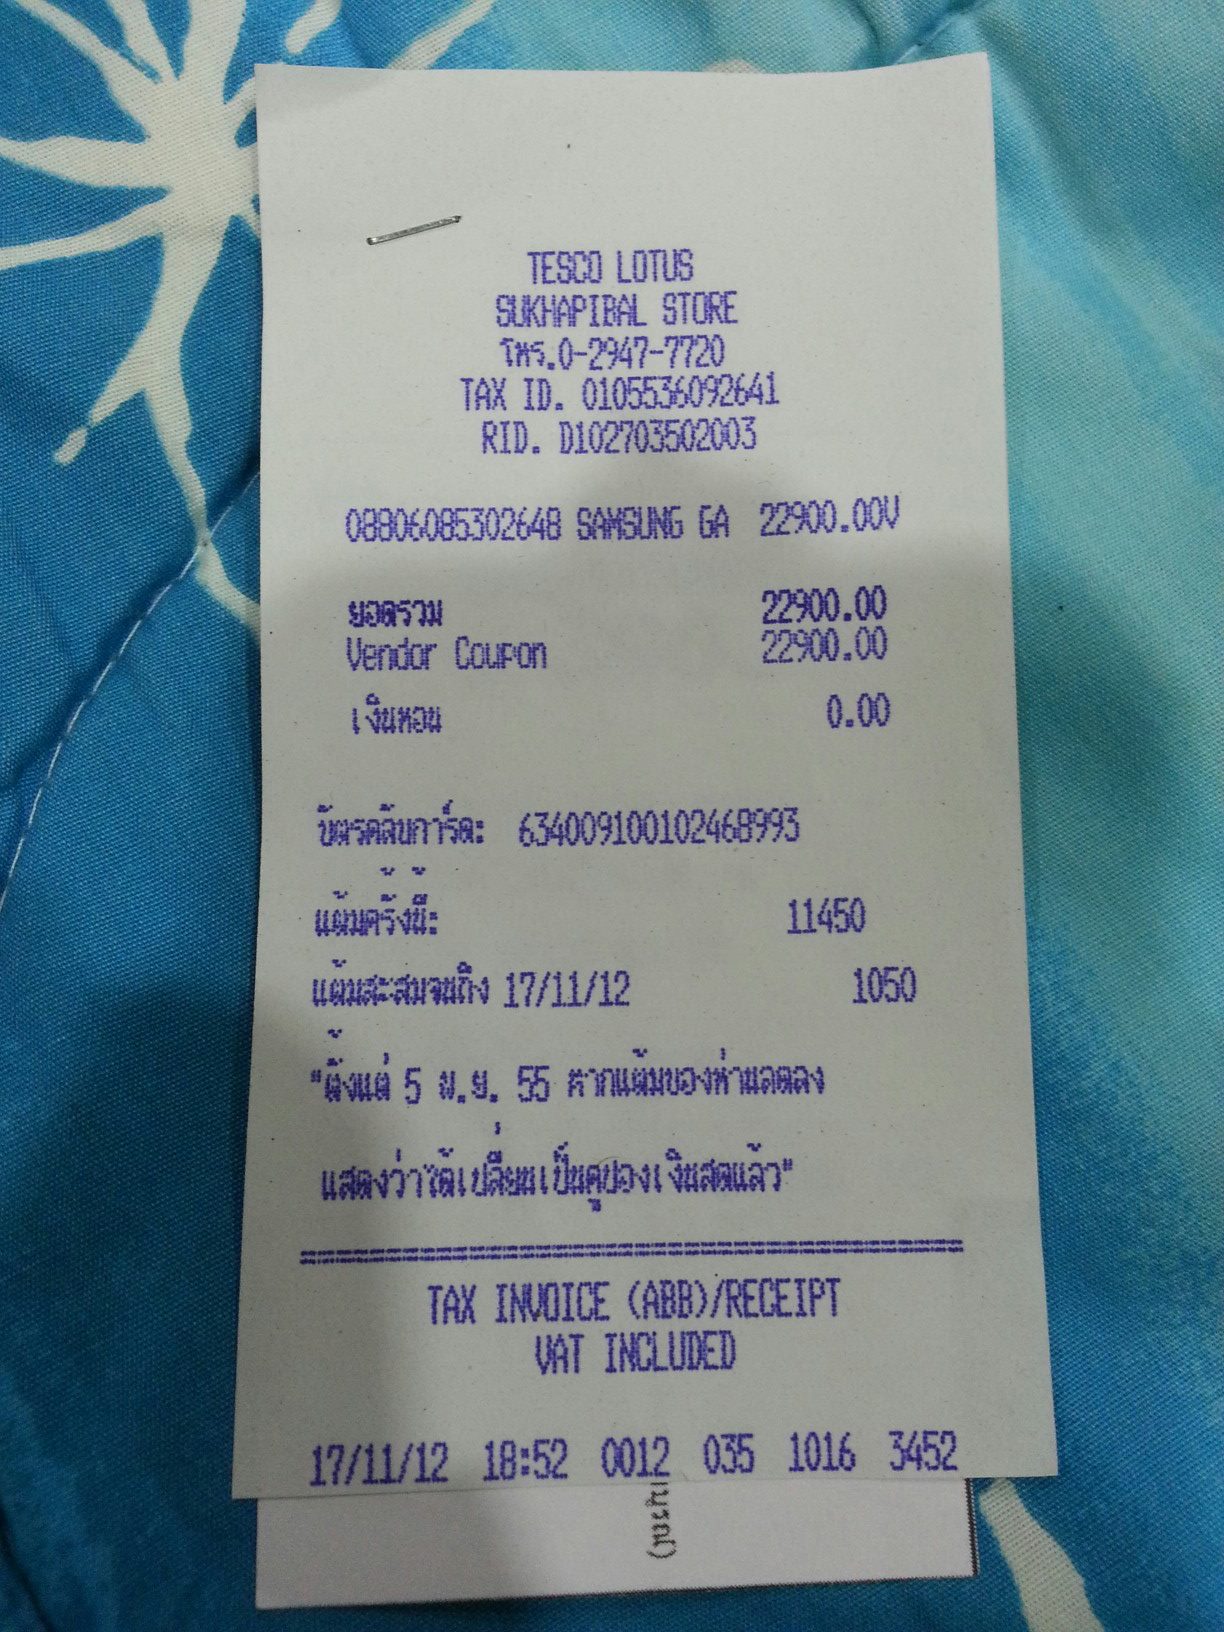 TESCO LOTUS
SUKHAPIBAL STORE
โทร.0-2947-7720
TAX ID. 0105536092641
RID. D102703502003
08806085302648 SAMSUNG GA 22900.00V
ยอดรวม 22900.00
Vendor Coupon 22900.00
เงินทอน 0.00
บัตรคลับการ์ด: 634009100102468993
แต้มครั้งนี้: 11450
แต้มสะสมจนถึง 17/11/12 1050
"ตั้งแต่ 5 พ.ย. 55 หากแต้มของท่านลดลง
แสดงว่าได้เปลี่ยนเป็นคูปองเงินสดแล้ว"
TAX INVOICE (ABB)/RECEIPT
VAT INCLUDED
17/11/12 18:52 0012 035 1016 3452